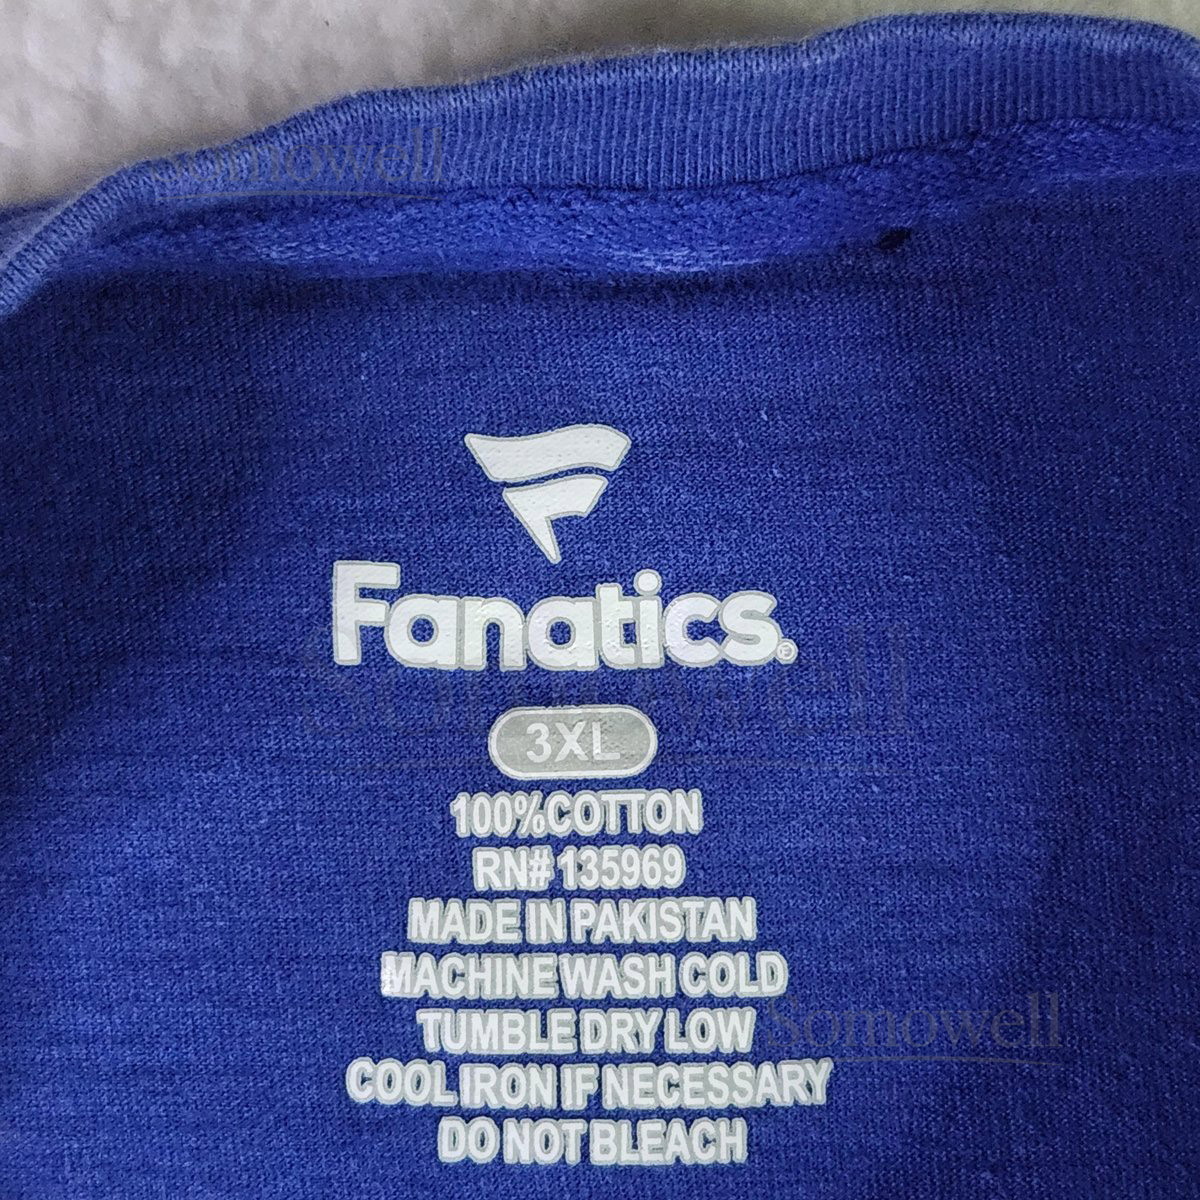 Somowell
Fanatics.®
Somowell
3XL
100%COTTON
RN# 135969
MADE IN PAKISTAN
MACHINE WASH COLD
Somowell
TUMBLE DRY LOW
COOL IRON IF NECESSARY
DO NOT BLEACH